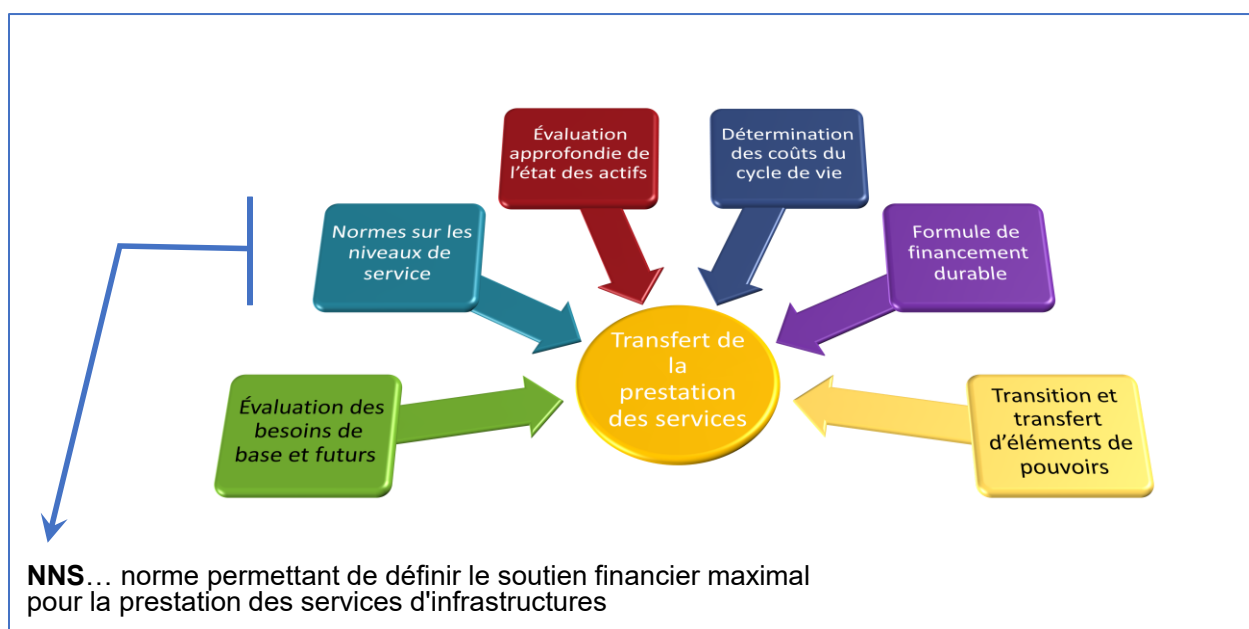 Évaluation
approfondie de
l'état des actifs
Détermination
des coûts du
cycle de vie
Normes sur les
niveaux de
service
Formule de
financement
durable
Transfert de
la
prestation
des services
Évaluation des
besoins de
base et futurs
Transition et
transfert
d'éléments de
pouvoirs
NNS… norme permettant de définir le soutien financier maximal
pour la prestation des services d'infrastructures